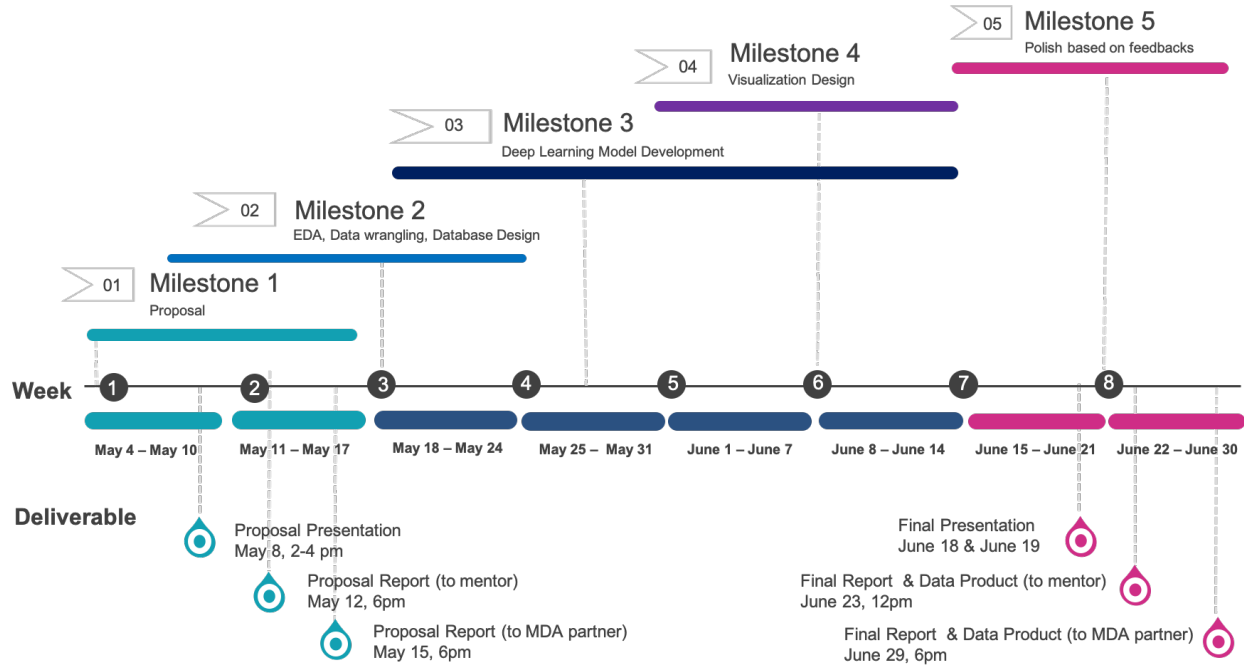 05
Milestone 5
Polish based on feedbacks
04
Milestone 4
Visualization Design
03
Milestone 3
Deep Learning Model Development
02
Milestone 2
EDA, Data wrangling, Database Design
01
Milestone 1
Proposal
Week
1
2
3
4
5
6
7
8
May 4 – May 10
May 11 – May 17
May 18 – May 24
May 25 –  May 31
June 1 – June 7
June 8 – June 14
June 15 – June 21
June 22 – June 30
Deliverable
Proposal Presentation
May 8, 2-4 pm
Proposal Report (to mentor)
May 12, 6pm
Proposal Report (to MDA partner)
May 15, 6pm
Final Presentation
June 18 & June 19
Final Report  & Data Product (to mentor)
June 23, 12pm
Final Report  & Data Product (to MDA partner)
June 29, 6pm